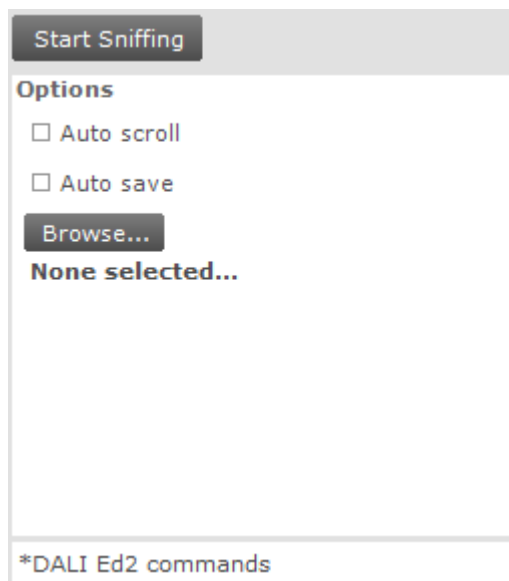 Start Sniffing
Options
Auto scroll
Auto save
Browse...
None selected...
*DALI Ed2 commands